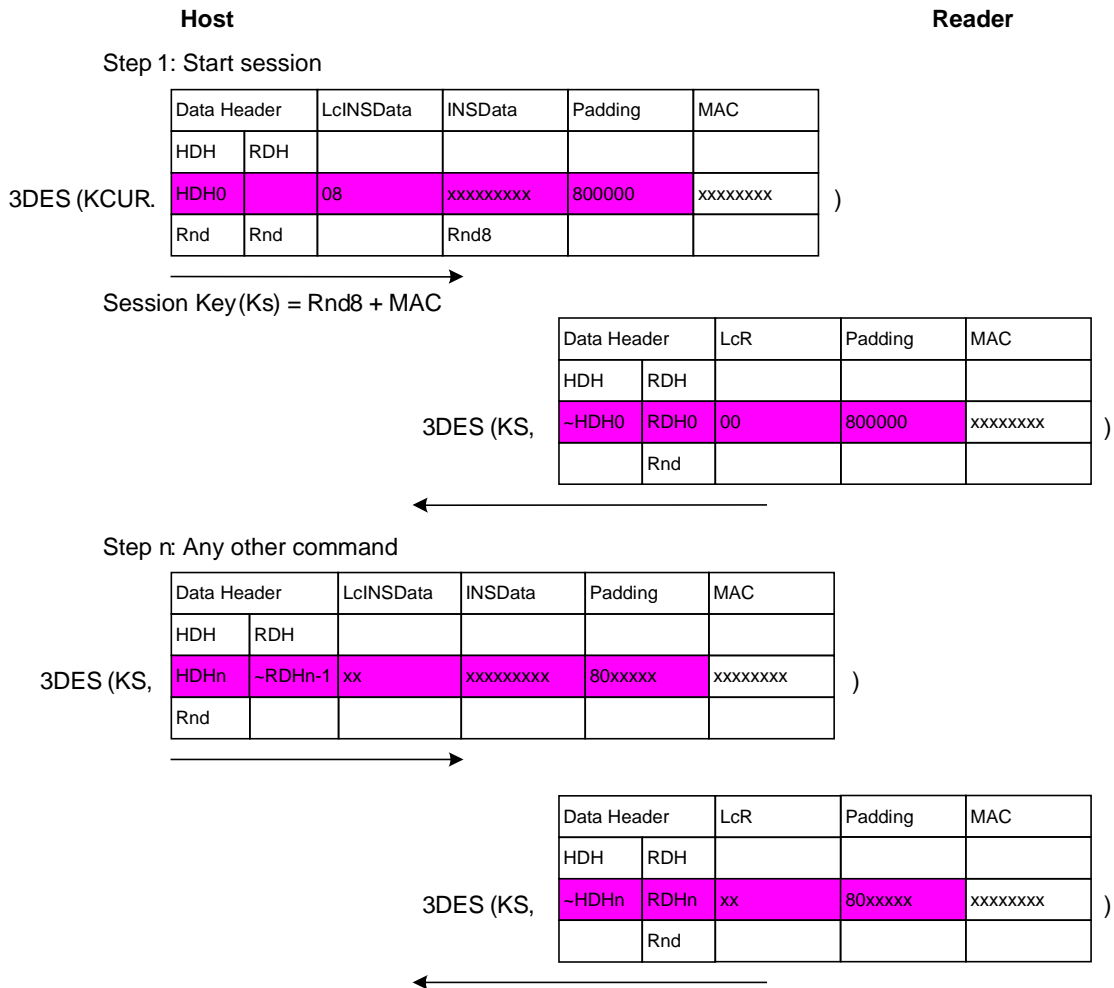 Host Reader
Step 1: Start session
Data Header LcINSData INSData Padding MAC
HDH RDH
3DES (KCUR. HDH0 08 xxxxxxxxx 800000 xxxxxxxx )
Rnd Rnd Rnd8
Session Key(Ks) = Rnd8 + MAC
Data Header LcR Padding MAC
HDH RDH
3DES (KS, ~HDH0 RDH0 00 800000 xxxxxxxx )
Rnd
Step n: Any other command
Data Header LcINSData INSData Padding MAC
HDH RDH
3DES (KS, HDHn ~RDHn-1 xx xxxxxxxxx 80xxxxx xxxxxxxx )
Rnd
Data Header LcR Padding MAC
HDH RDH
3DES (KS, ~HDHn RDHn xx 80xxxxx xxxxxxxx )
Rnd